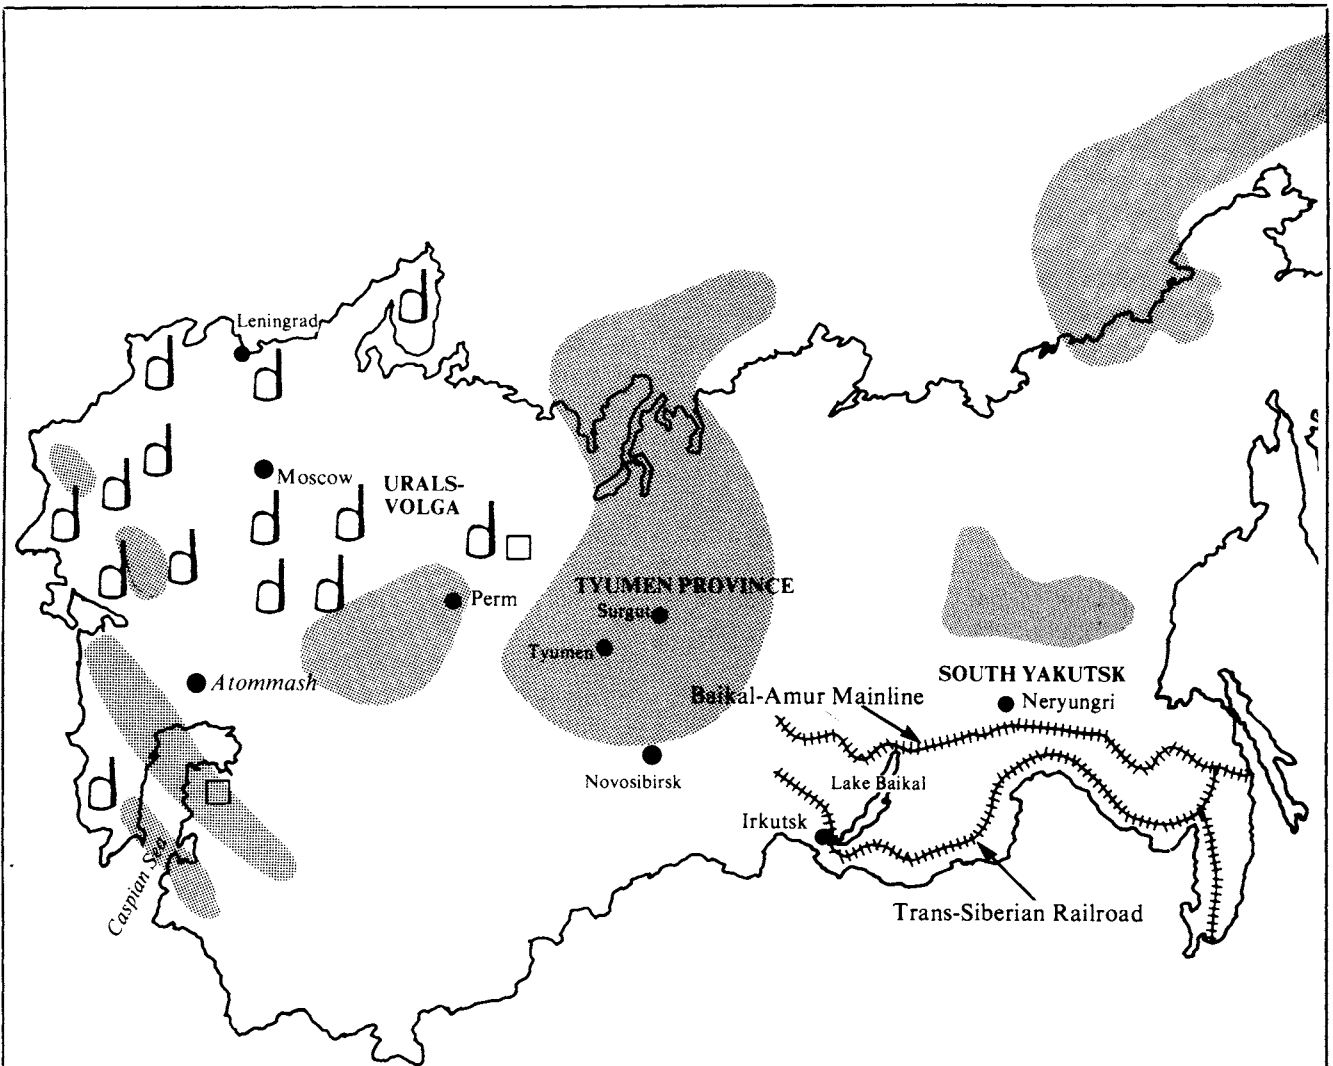 Leningrad
Moscow
URALS-
VOLGA
Perm
TYUMEN PROVINCE
Surgut
Tyumen
Atommash
SOUTH YAKUTSK
Baikal-Amur Mainline
Neryungri
Novosibirsk
Lake Baikal
Irkutsk
Caspian Sea
Trans-Siberian Railroad